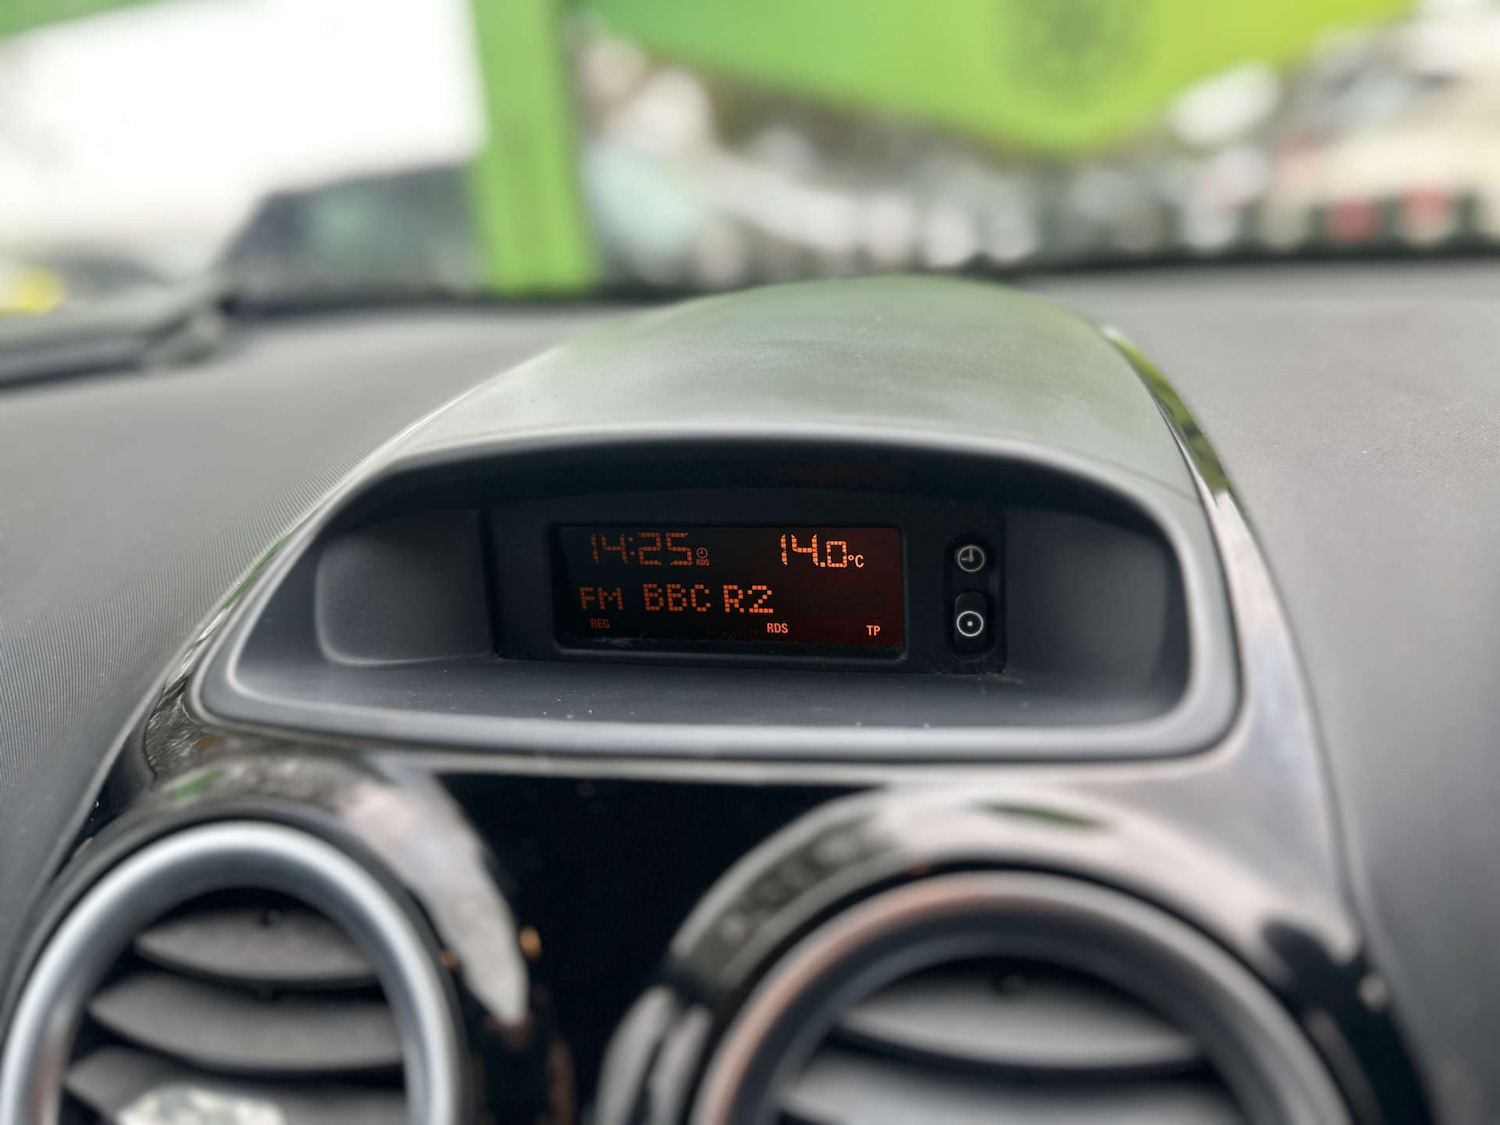 14:25 RDS 14.0°C
FM BBC R2
REG RDS TP